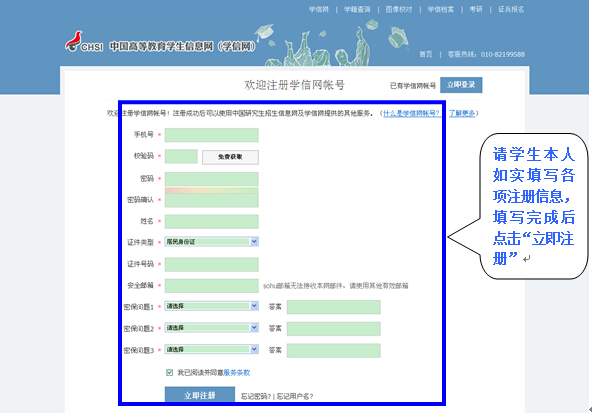 学信网 | 学籍查询 | 图像校对 | 学信档案 | 考研 | 征兵报名
CHSI 中国高等教育学生信息网（学信网）
首页 | 客服热线：010-82199588
欢迎注册学信网帐号
已有学信网帐号 立即登录
欢迎注册学信网帐号！注册成功后可以使用中国研究生招生信息网及学信网提供的其他服务。（什么是学信网帐号？ 了解更多）
手机号 *
校验码 * 免费获取
密码 *
密码确认 *
姓名 *
证件类型 * 居民身份证
证件号码 *
安全邮箱 * sohu邮箱无法接收本网邮件，请使用其他有效邮箱
密保问题1 * 请选择 答案
密保问题2 * 请选择 答案
密保问题3 * 请选择 答案
我已阅读并同意服务条款
立即注册 忘记密码? | 忘记用户名?
请学生本人
如实填写各
项注册信息，
填写完成后
点击“立即注
册”